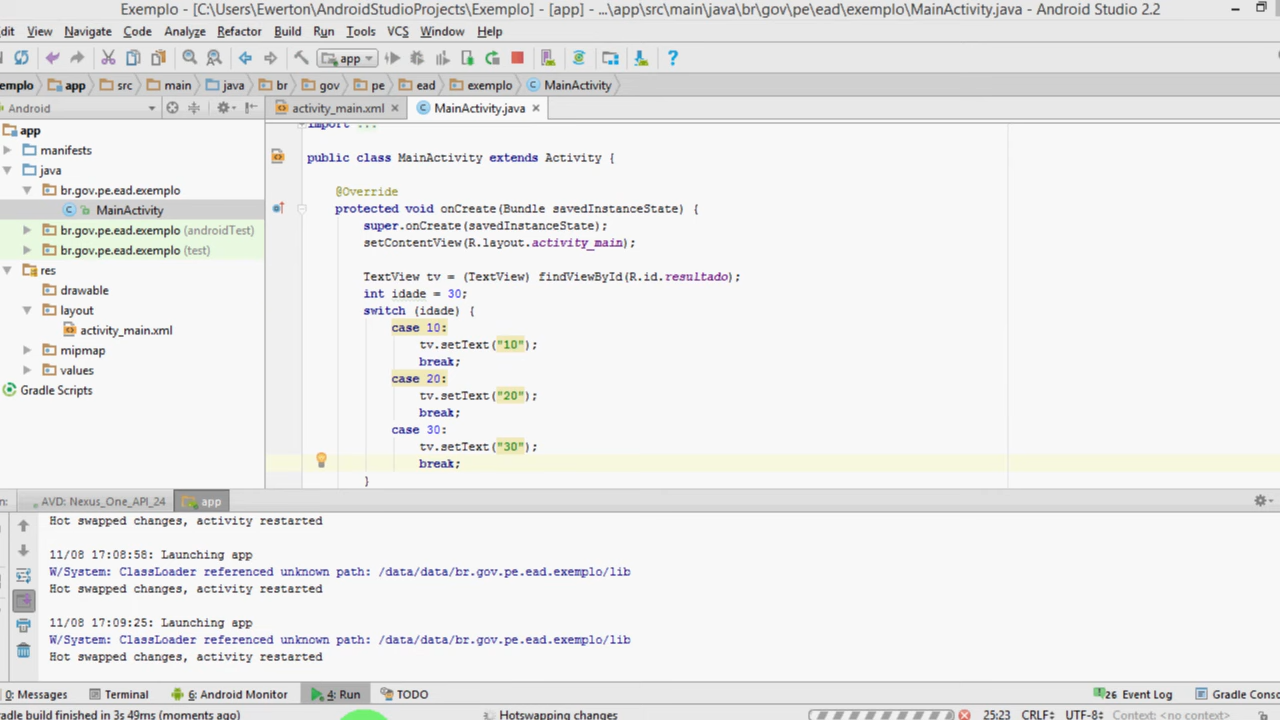 Exemplo - [C:\Users\Ewerton\AndroidStudioProjects\Exemplo] - [app] - ...\app\src\main\java\br\gov\pe\ead\exemplo\MainActivity.java - Android Studio 2.2
dit View Navigate Code Analyze Refactor Build Run Tools VCS Window Help
app
emplo app src main java br gov pe ead exemplo MainActivity
Android
activity_main.xml MainActivity.java
app
manifests
java
br.gov.pe.ead.exemplo
MainActivity
br.gov.pe.ead.exemplo (androidTest)
br.gov.pe.ead.exemplo (test)
res
drawable
layout
activity_main.xml
mipmap
values
Gradle Scripts
import ...
public class MainActivity extends Activity {
@Override
protected void onCreate(Bundle savedInstanceState) {
super.onCreate(savedInstanceState);
setContentView(R.layout.activity_main);
TextView tv = (TextView) findViewById(R.id.resultado);
int idade = 30;
switch (idade) {
case 10:
tv.setText("10");
break;
case 20:
tv.setText("20");
break;
case 30:
tv.setText("30");
break;
}
n: AVD: Nexus_One_API_24 app
Hot swapped changes, activity restarted
11/08 17:08:58: Launching app
W/System: ClassLoader referenced unknown path: /data/data/br.gov.pe.ead.exemplo/lib
Hot swapped changes, activity restarted
11/08 17:09:25: Launching app
W/System: ClassLoader referenced unknown path: /data/data/br.gov.pe.ead.exemplo/lib
Hot swapped changes, activity restarted
0: Messages Terminal 6: Android Monitor 4: Run TODO 26 Event Log Gradle Conso
radle build finished in 3s 49ms (moments ago) Hotswapping changes 25:23 CRLF UTF-8 Context: <no context>